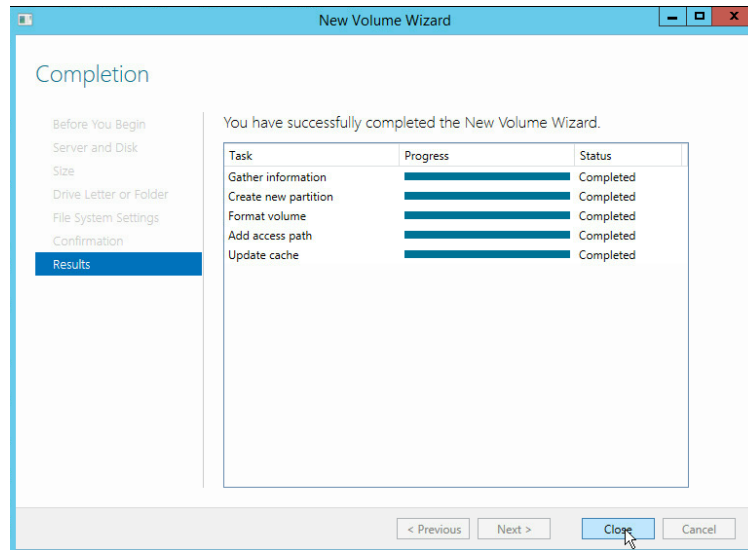 New Volume Wizard
Completion
Before You Begin
Server and Disk
Size
Drive Letter or Folder
File System Settings
Confirmation
Results
You have successfully completed the New Volume Wizard.
Task Progress Status
Gather information Completed
Create new partition Completed
Format volume Completed
Add access path Completed
Update cache Completed
< Previous Next > Close Cancel